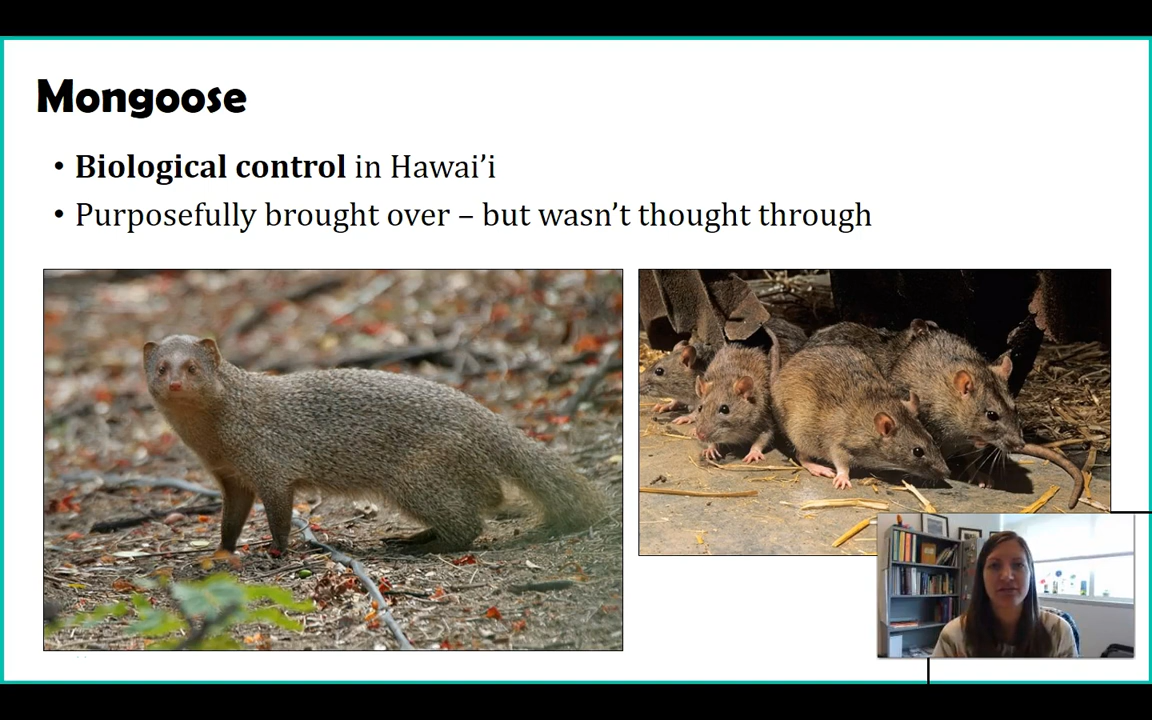 Mongoose
• Biological control in Hawai’i
• Purposefully brought over – but wasn’t thought through